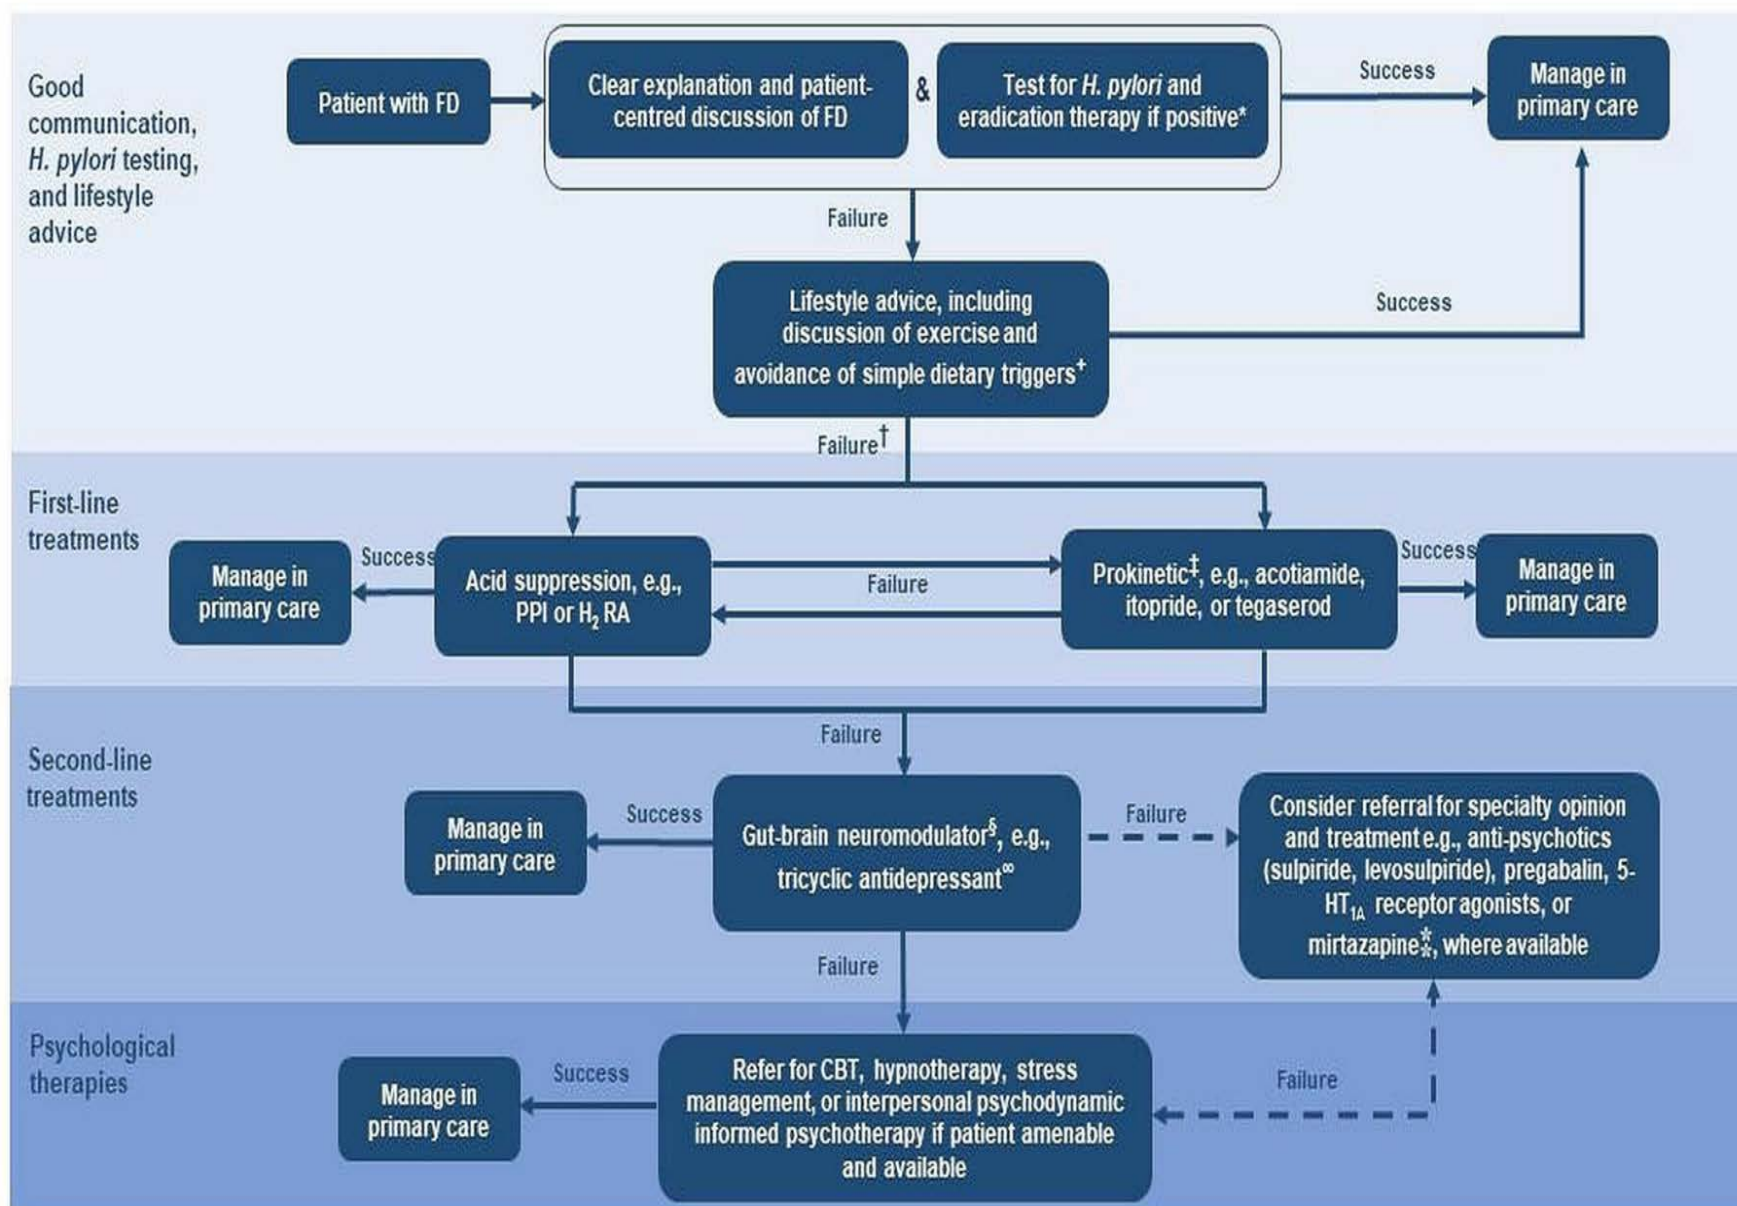 Good
communication,
H. pylori testing,
and lifestyle
advice
Patient with FD
Clear explanation and patient-
centred discussion of FD
&
Test for H. pylori and
eradication therapy if positive*
Success
Manage in
primary care
Failure
Lifestyle advice, including
discussion of exercise and
avoidance of simple dietary triggers+
Success
Failure†
First-line
treatments
Manage in
primary care
Success
Acid suppression, e.g.,
PPI or H₂ RA
Failure
Prokinetic‡, e.g., acotiamide,
itopride, or tegaserod
Success
Manage in
primary care
Failure
Second-line
treatments
Manage in
primary care
Success
Gut-brain neuromodulator§, e.g.,
tricyclic antidepressant∞
Failure
Consider referral for specialty opinion
and treatment e.g., anti-psychotics
(sulpiride, levosulpiride), pregabalin, 5-
HT1A receptor agonists, or
mirtazapine⁑, where available
Failure
Psychological
therapies
Manage in
primary care
Success
Refer for CBT, hypnotherapy, stress
management, or interpersonal psychodynamic
informed psychotherapy if patient amenable
and available
Failure